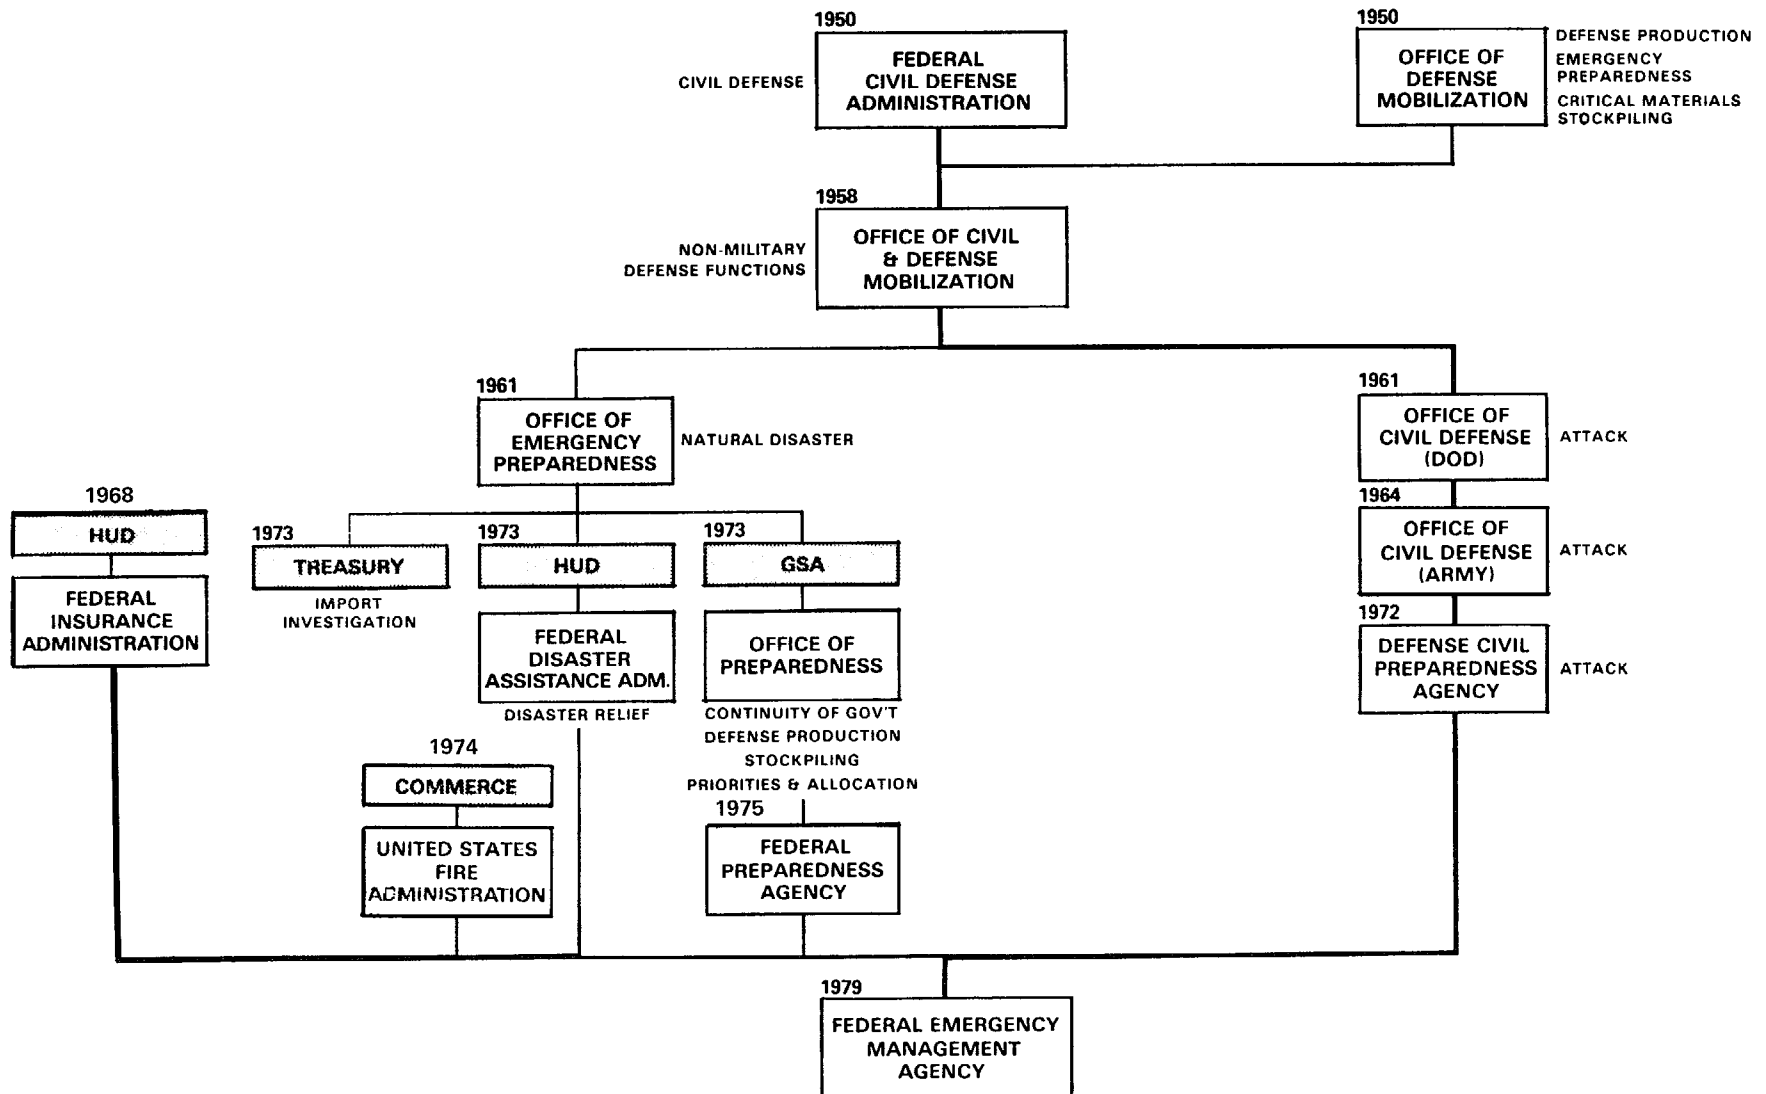 1950
FEDERAL
CIVIL DEFENSE
ADMINISTRATION
CIVIL DEFENSE
1950
OFFICE OF
DEFENSE
MOBILIZATION
DEFENSE PRODUCTION
EMERGENCY
PREPAREDNESS
CRITICAL MATERIALS
STOCKPILING
1958
OFFICE OF CIVIL
& DEFENSE
MOBILIZATION
NON-MILITARY
DEFENSE FUNCTIONS
1961
OFFICE OF
EMERGENCY
PREPAREDNESS
NATURAL DISASTER
1961
OFFICE OF
CIVIL DEFENSE
(DOD)
ATTACK
1964
OFFICE OF
CIVIL DEFENSE
(ARMY)
ATTACK
1972
DEFENSE CIVIL
PREPAREDNESS
AGENCY
ATTACK
1968
HUD
FEDERAL
INSURANCE
ADMINISTRATION
1973
TREASURY
IMPORT
INVESTIGATION
1973
HUD
FEDERAL
DISASTER
ASSISTANCE ADM.
DISASTER RELIEF
1973
GSA
OFFICE OF
PREPAREDNESS
CONTINUITY OF GOV'T
DEFENSE PRODUCTION
STOCKPILING
PRIORITIES & ALLOCATION
1974
COMMERCE
UNITED STATES
FIRE
ADMINISTRATION
1975
FEDERAL
PREPAREDNESS
AGENCY
1979
FEDERAL EMERGENCY
MANAGEMENT
AGENCY